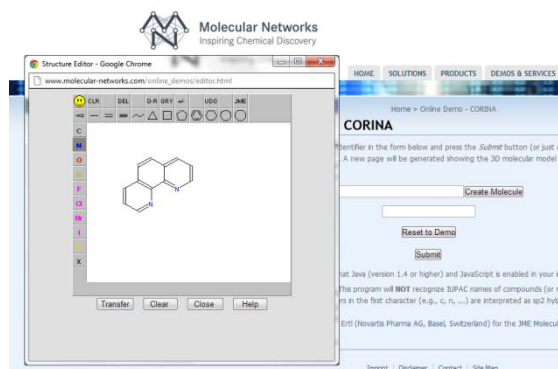 Molecular Networks
Inspiring Chemical Discovery
Structure Editor - Google Chrome
www.molecular-networks.com/online_demos/editor.html
CLR DEL D-R QRY +/- UDO JME
C
N
O
S
F
Cl
Br
I
P
X
N
N
Transfer Clear Close Help
HOME SOLUTIONS PRODUCTS DEMOS & SERVICES
Home » Online Demo - CORINA
CORINA
identifier in the form below and press the Submit button (or just
A new page will be generated showing the 3D molecular model
Create Molecule
Reset to Demo
Submit
hat Java (version 1.4 or higher) and JavaScript is enabled in your
This program will NOT recognize IUPAC names of compounds (or
rs in the first character (e.g., c, n, ...) are interpreted as sp2
Ertl (Novartis Pharma AG, Basel, Switzerland) for the JME Molecul
Imprint | Disclaimer | Contact | Site Map